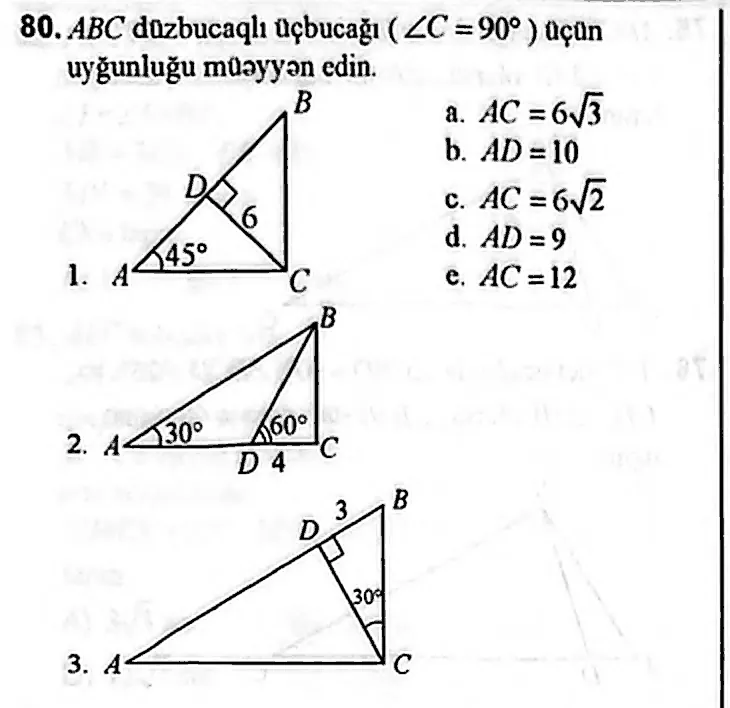 80. ABC düzbucaqlı üçbucağı (∠C = 90°) üçün
uyğunluğu müəyyən edin.
B
D
6
45°
1. A
C
a. AC = 6√3
b. AD = 10
c. AC = 6√2
d. AD = 9
e. AC = 12
B
30°
60°
2. A
D 4
C
B
3
D
30°
3. A
C